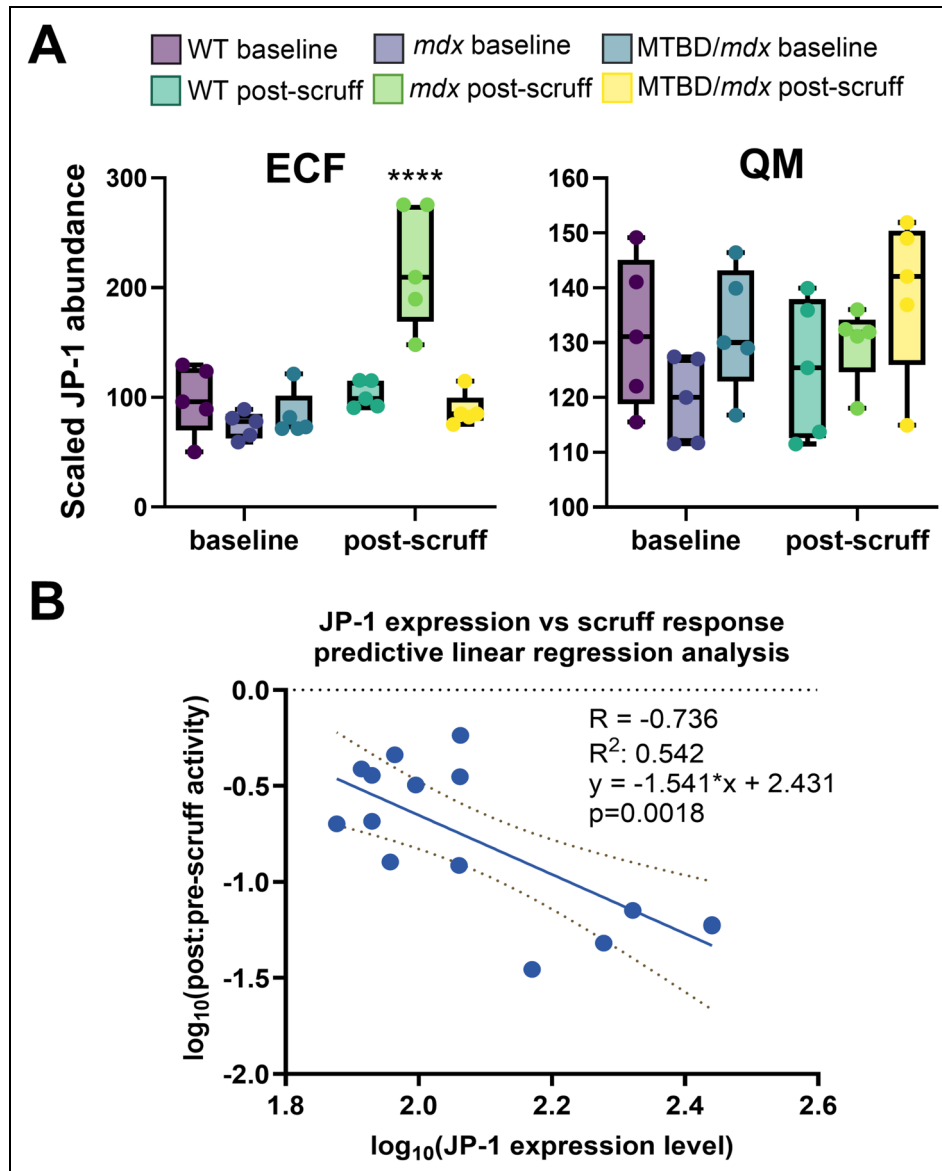 A
WT baseline mdx baseline MTBD/mdx baseline
WT post-scruff mdx post-scruff MTBD/mdx post-scruff
ECF
QM
Scaled JP-1 abundance
300
200
100
0
****
baseline post-scruff
160
150
140
130
120
110
100
baseline post-scruff
B
JP-1 expression vs scruff response
predictive linear regression analysis
log10(post:pre-scruff activity)
0.0
-0.5
-1.0
-1.5
-2.0
R = -0.736
R²: 0.542
y = -1.541*x + 2.431
p=0.0018
1.8 2.0 2.2 2.4 2.6
log10(JP-1 expression level)